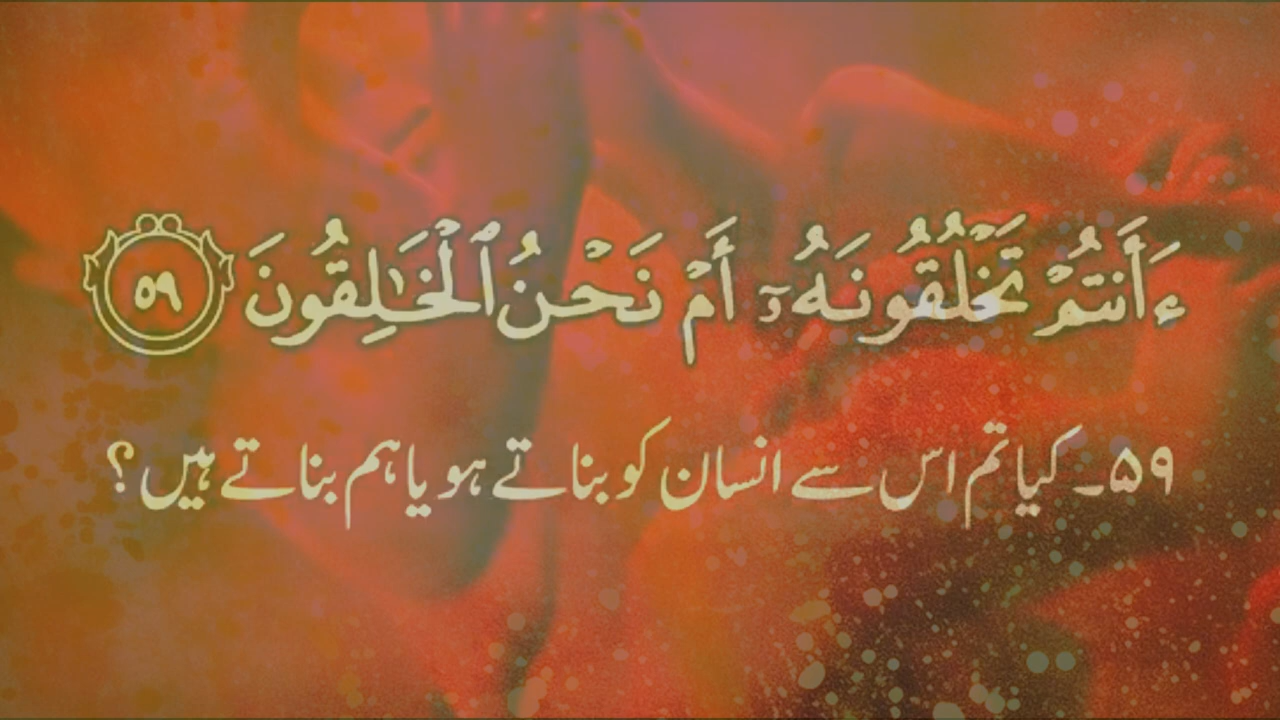 ءَأَنتُمْ تَخْلُقُونَهُۥٓ أَمْ نَحْنُ ٱلْخَـٰلِقُونَ ٥٩
۵۹۔ کیا تم اس سے انسان کو بناتے ہو یا ہم بناتے ہیں؟